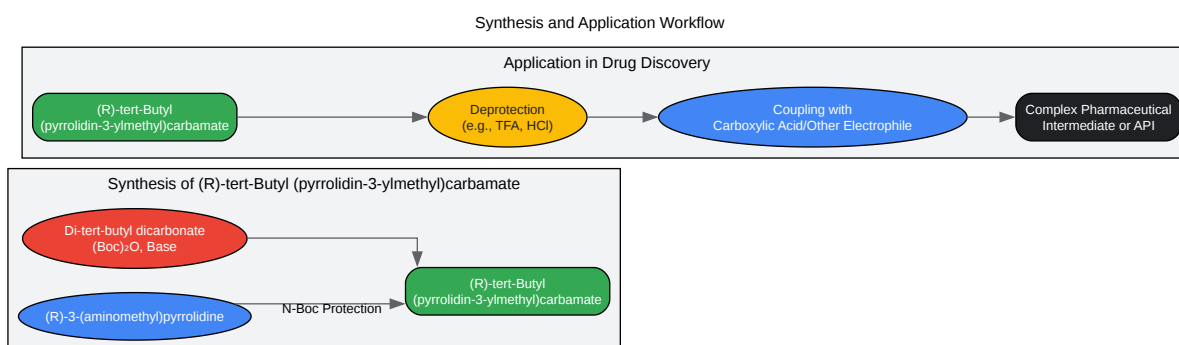 Synthesis and Application Workflow
Application in Drug Discovery
(R)-tert-Butyl
(pyrrolidin-3-ylmethyl)carbamate
Deprotection
(e.g., TFA, HCl)
Coupling with
Carboxylic Acid/Other Electrophile
Complex Pharmaceutical
Intermediate or API
Synthesis of (R)-tert-Butyl (pyrrolidin-3-ylmethyl)carbamate
Di-tert-butyl dicarbonate
(Boc)₂O, Base
(R)-tert-Butyl
(pyrrolidin-3-ylmethyl)carbamate
N-Boc Protection
(R)-3-(aminomethyl)pyrrolidine